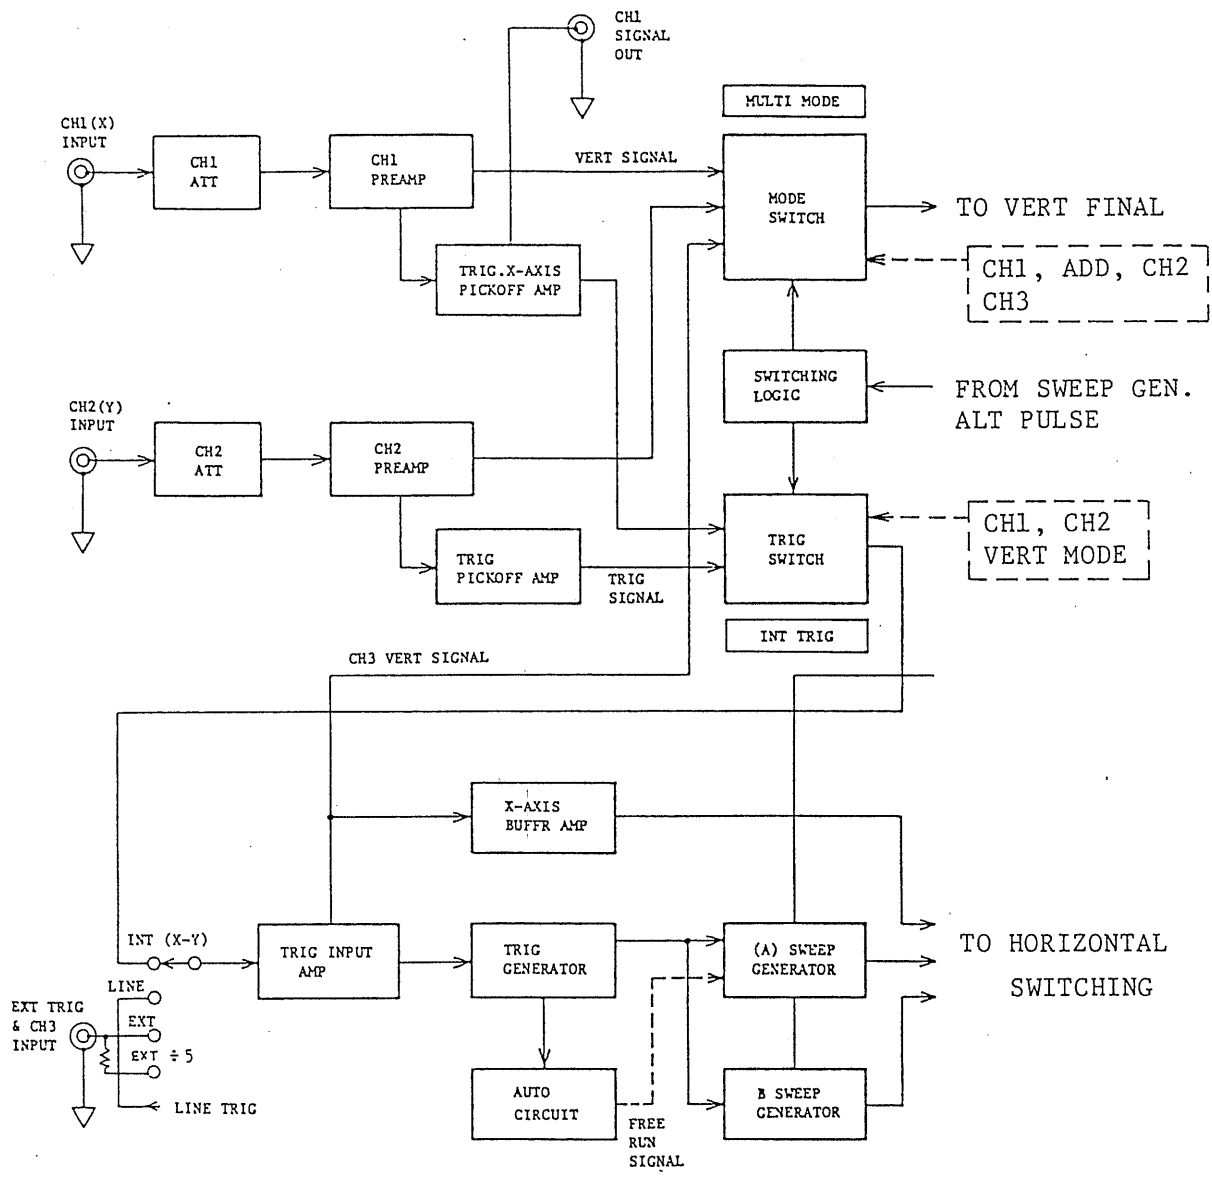 CH1
SIGNAL
OUT
MULTI MODE
CH1(X)
INPUT
CH1
ATT
CH1
PREAMP
VERT SIGNAL
MODE
SWITCH
TO VERT FINAL
TRIG.X-AXIS
PICKOFF AMP
CH1, ADD, CH2
CH3
SWITCHING
LOGIC
FROM SWEEP GEN.
ALT PULSE
CH2(Y)
INPUT
CH2
ATT
CH2
PREAMP
TRIG
PICKOFF AMP
TRIG
SIGNAL
TRIG
SWITCH
CH1, CH2
VERT MODE
INT TRIG
CH3 VERT SIGNAL
X-AXIS
BUFFR AMP
INT (X-Y)
TRIG INPUT
AMP
TRIG
GENERATOR
(A) SWEEP
GENERATOR
TO HORIZONTAL
SWITCHING
LINE
EXT TRIG
& CH3
INPUT
EXT
EXT ÷5
LINE TRIG
AUTO
CIRCUIT
FREE
RUN
SIGNAL
B SWEEP
GENERATOR